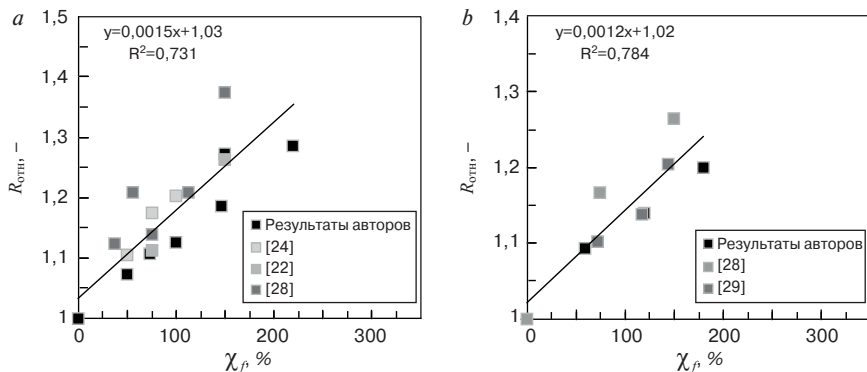 a
1,5
1,4
1,3
1,2
1,1
1
R_отн, –
y=0,0015x+1,03
R²=0,731
Результаты авторов
[24]
[22]
[28]
0 100 200 300
χ_f, %
b
1,4
1,3
1,2
1,1
1
R_отн, –
y=0,0012x+1,02
R²=0,784
Результаты авторов
[28]
[29]
0 100 200 300
χ_f, %